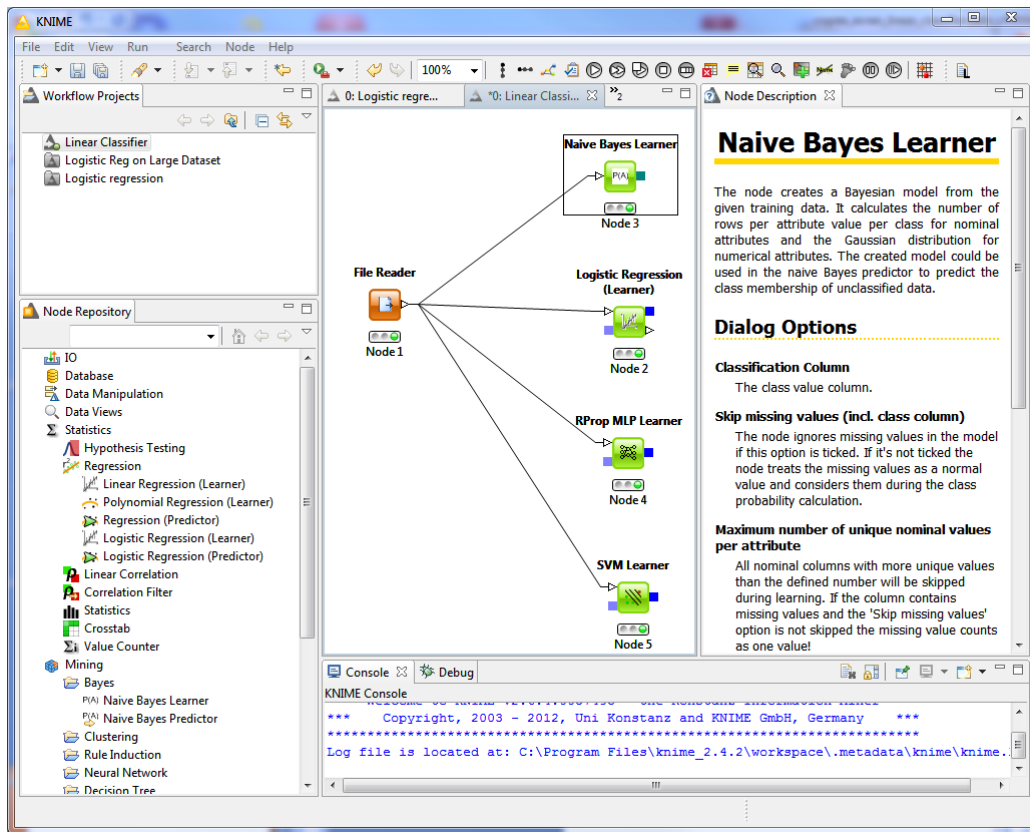 KNIME
File Edit View Run Search Node Help
100%
Workflow Projects
Linear Classifier
Logistic Reg on Large Dataset
Logistic regression
Node Repository
IO
Database
Data Manipulation
Data Views
Statistics
Hypothesis Testing
Regression
Linear Regression (Learner)
Polynomial Regression (Learner)
Regression (Predictor)
Logistic Regression (Learner)
Logistic Regression (Predictor)
Linear Correlation
Correlation Filter
Statistics
Crosstab
Value Counter
Mining
Bayes
P(A) Naive Bayes Learner
P(A) Naive Bayes Predictor
Clustering
Rule Induction
Neural Network
Decision Tree
0: Logistic regre... *0: Linear Classi... »2
Naive Bayes Learner
P(A)
Node 3
File Reader
Node 1
Logistic Regression
(Learner)
Node 2
RProp MLP Learner
Node 4
SVM Learner
Node 5
Node Description
Naive Bayes Learner
The node creates a Bayesian model from the
given training data. It calculates the number of
rows per attribute value per class for nominal
attributes and the Gaussian distribution for
numerical attributes. The created model could be
used in the naive Bayes predictor to predict the
class membership of unclassified data.
Dialog Options
Classification Column
The class value column.
Skip missing values (incl. class column)
The node ignores missing values in the model
if this option is ticked. If it's not ticked the
node treats the missing values as a normal
value and considers them during the class
probability calculation.
Maximum number of unique nominal values
per attribute
All nominal columns with more unique values
than the defined number will be skipped
during learning. If the column contains
missing values and the 'Skip missing values'
option is not skipped the missing value counts
as one value!
Console Debug
KNIME Console
*** Copyright, 2003 - 2012, Uni Konstanz and KNIME GmbH, Germany ***
Log file is located at: C:\Program Files\knime_2.4.2\workspace\.metadata\knime\knime.